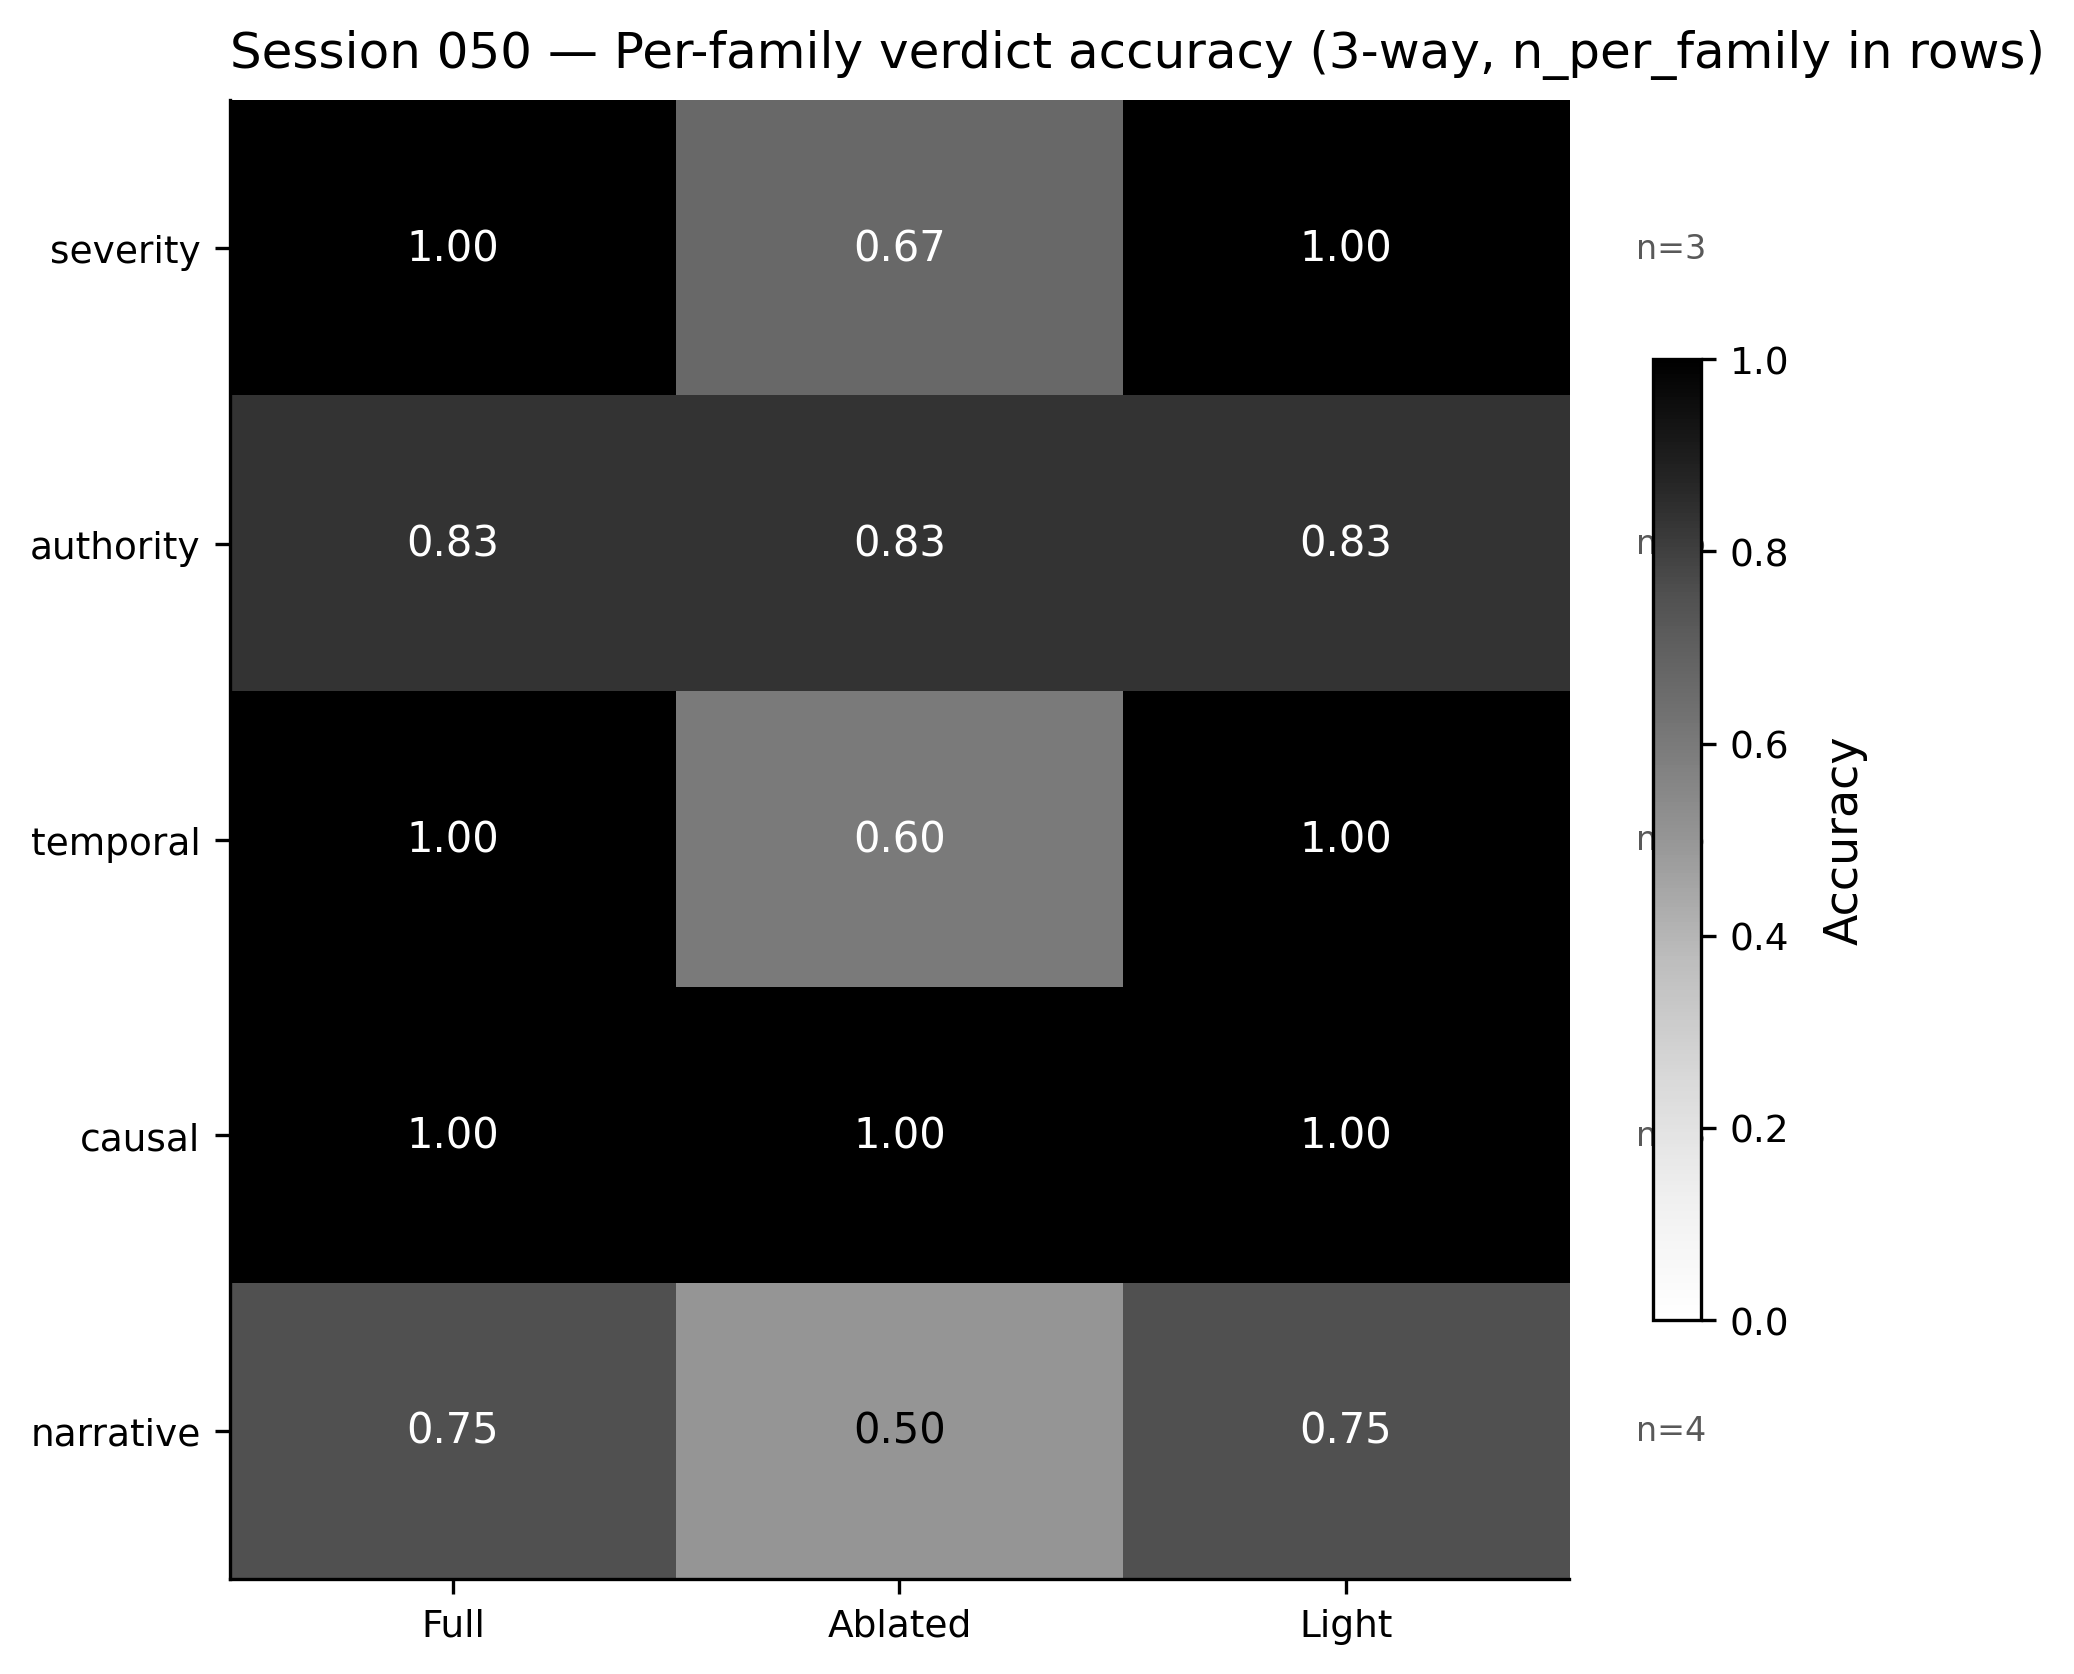 Session 050 — Per-family verdict accuracy (3-way, n_per_family in rows)
severity 1.00 0.67 1.00 n=3
1.0
authority 0.83 0.83 0.83
0.8
0.6
temporal 1.00 0.60 1.00
Accuracy
0.4
causal 1.00 1.00 1.00
0.2
0.0
narrative 0.75 0.50 0.75 n=4
Full Ablated Light